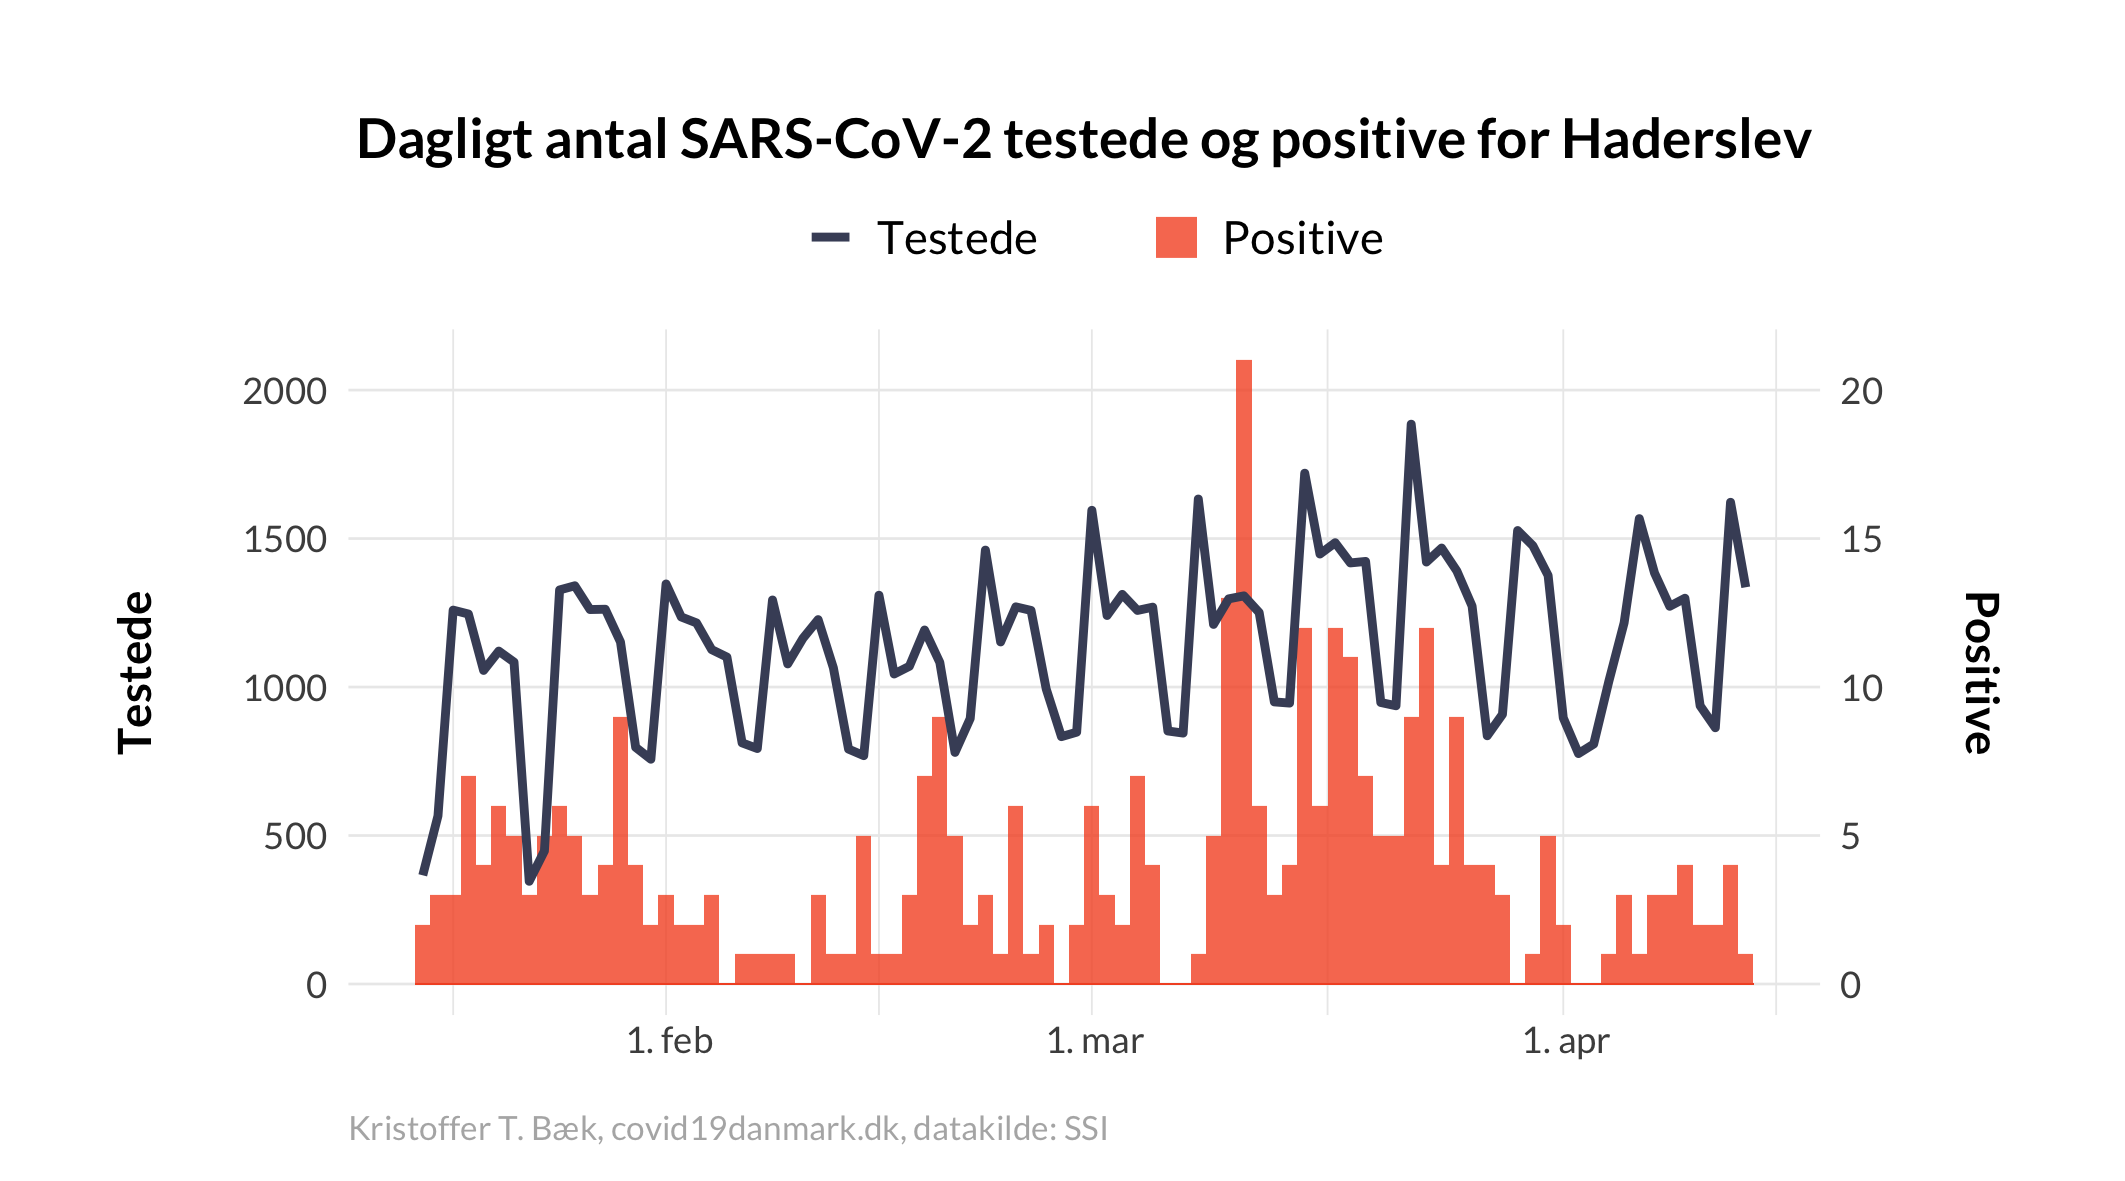 Dagligt antal SARS-CoV-2 testede og positive for Haderslev
Testede
Positive
2000
1500
1000
500
0
20
15
10
5
0
Testede
Positive
1. feb
1. mar
1. apr
Kristoffer T. Bæk, covid19danmark.dk, datakilde: SSI